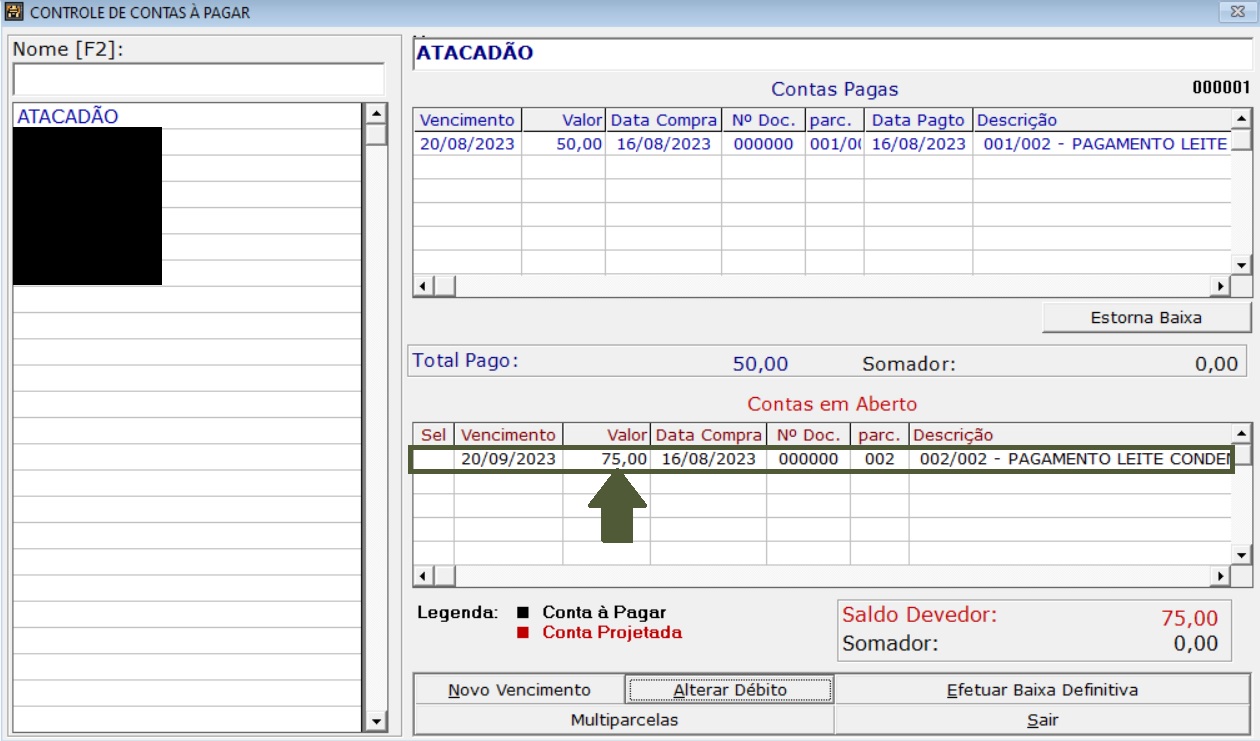 CONTROLE DE CONTAS À PAGAR
Nome [F2]:
ATACADÃO
ATACADÃO
Contas Pagas
000001
Vencimento Valor Data Compra Nº Doc. parc. Data Pagto Descrição
20/08/2023 50,00 16/08/2023 000000 001/00 16/08/2023 001/002 - PAGAMENTO LEITE
Estorna Baixa
Total Pago: 50,00 Somador: 0,00
Contas em Aberto
Sel Vencimento Valor Data Compra Nº Doc. parc. Descrição
20/09/2023 75,00 16/08/2023 000000 002 002/002 - PAGAMENTO LEITE CONDEN
Legenda: Conta à Pagar
Conta Projetada
Saldo Devedor: 75,00
Somador: 0,00
Novo Vencimento Alterar Débito Efetuar Baixa Definitiva
Multiparcelas Sair